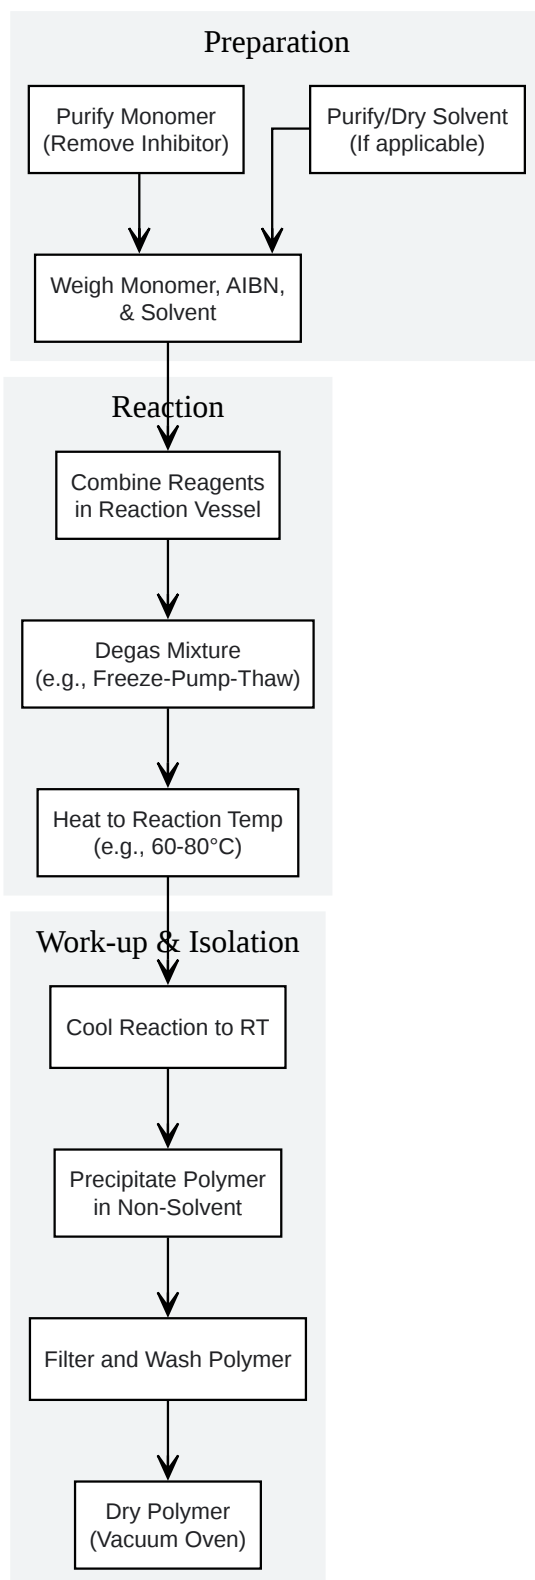 Preparation
Purify Monomer
(Remove Inhibitor)
Purify/Dry Solvent
(If applicable)
Weigh Monomer, AIBN,
& Solvent
Reaction
Combine Reagents
in Reaction Vessel
Degas Mixture
(e.g., Freeze-Pump-Thaw)
Heat to Reaction Temp
(e.g., 60-80°C)
Work-up & Isolation
Cool Reaction to RT
Precipitate Polymer
in Non-Solvent
Filter and Wash Polymer
Dry Polymer
(Vacuum Oven)